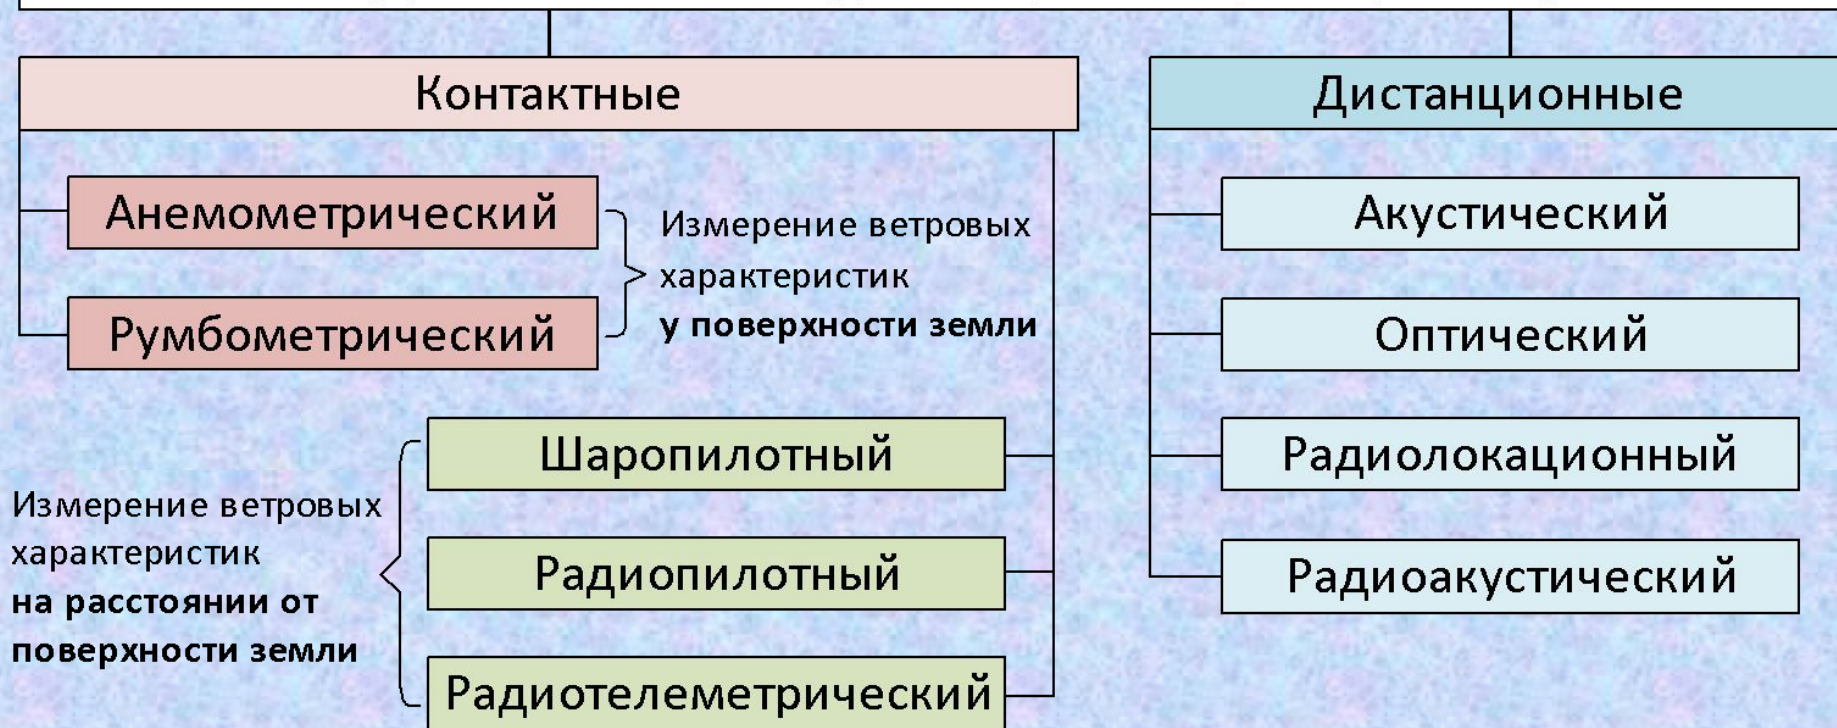 Контактные
Анемометрический
Румбометрический
Измерение ветровых
характеристик
у поверхности земли
Шаропилотный
Радиопилотный
Радиотелеметрический
Измерение ветровых
характеристик
на расстоянии от
поверхности земли
Дистанционные
Акустический
Оптический
Радиолокационный
Радиоакустический